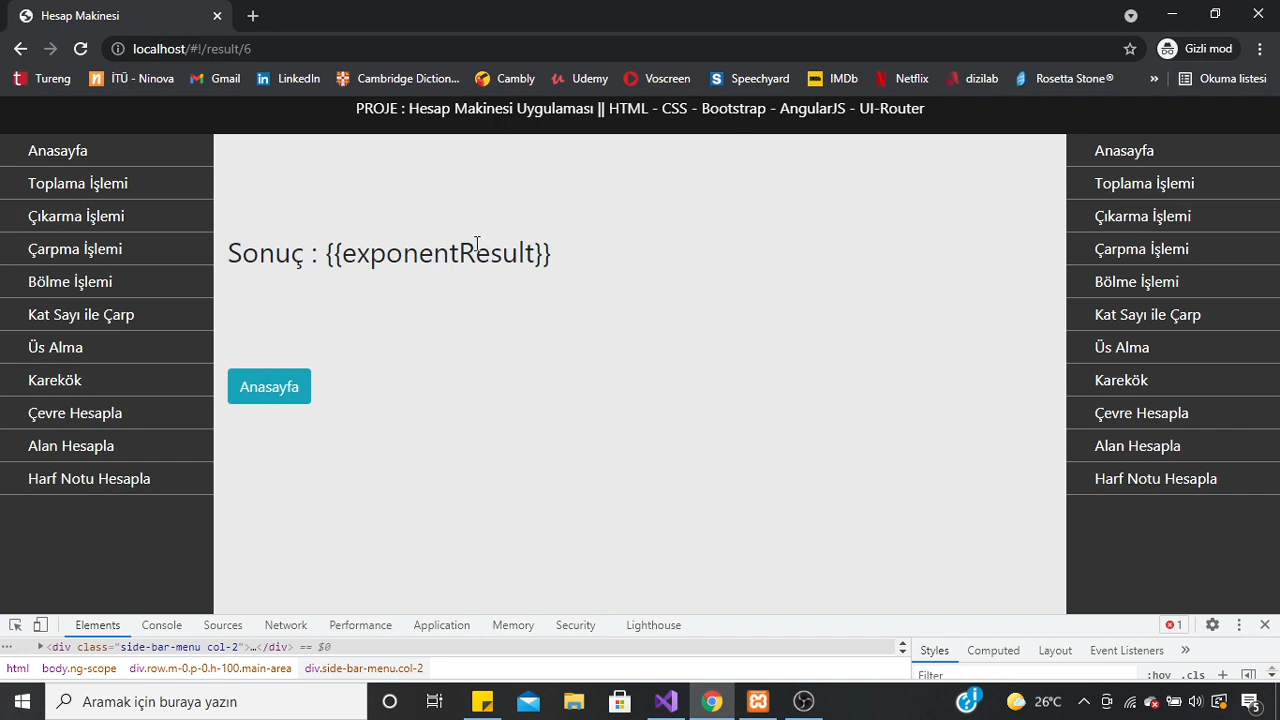 Hesap Makinesi
localhost/#!/result/6
Gizli mod
Tureng
İTÜ - Ninova
Gmail
LinkedIn
Cambridge Diction...
Cambly
Udemy
Voscreen
Speechyard
IMDb
Netflix
dizilab
Rosetta Stone®
»
Okuma listesi
PROJE : Hesap Makinesi Uygulaması || HTML - CSS - Bootstrap - AngularJS - UI-Router
Anasayfa
Toplama İşlemi
Çıkarma İşlemi
Çarpma İşlemi
Bölme İşlemi
Kat Sayı ile Çarp
Üs Alma
Karekök
Çevre Hesapla
Alan Hesapla
Harf Notu Hesapla
Sonuç : {{exponentResult}}
Anasayfa
Anasayfa
Toplama İşlemi
Çıkarma İşlemi
Çarpma İşlemi
Bölme İşlemi
Kat Sayı ile Çarp
Üs Alma
Karekök
Çevre Hesapla
Alan Hesapla
Harf Notu Hesapla
Elements
Console
Sources
Network
Performance
Application
Memory
Security
Lighthouse
1
<div class="side-bar-menu col-2">…</div> == $0
html
body.ng-scope
div.row.m-0.p-0.h-100.main-area
div.side-bar-menu.col-2
Styles
Computed
Layout
Event Listeners
»
Filter
:hov
.cls
Aramak için buraya yazın
26°C
5